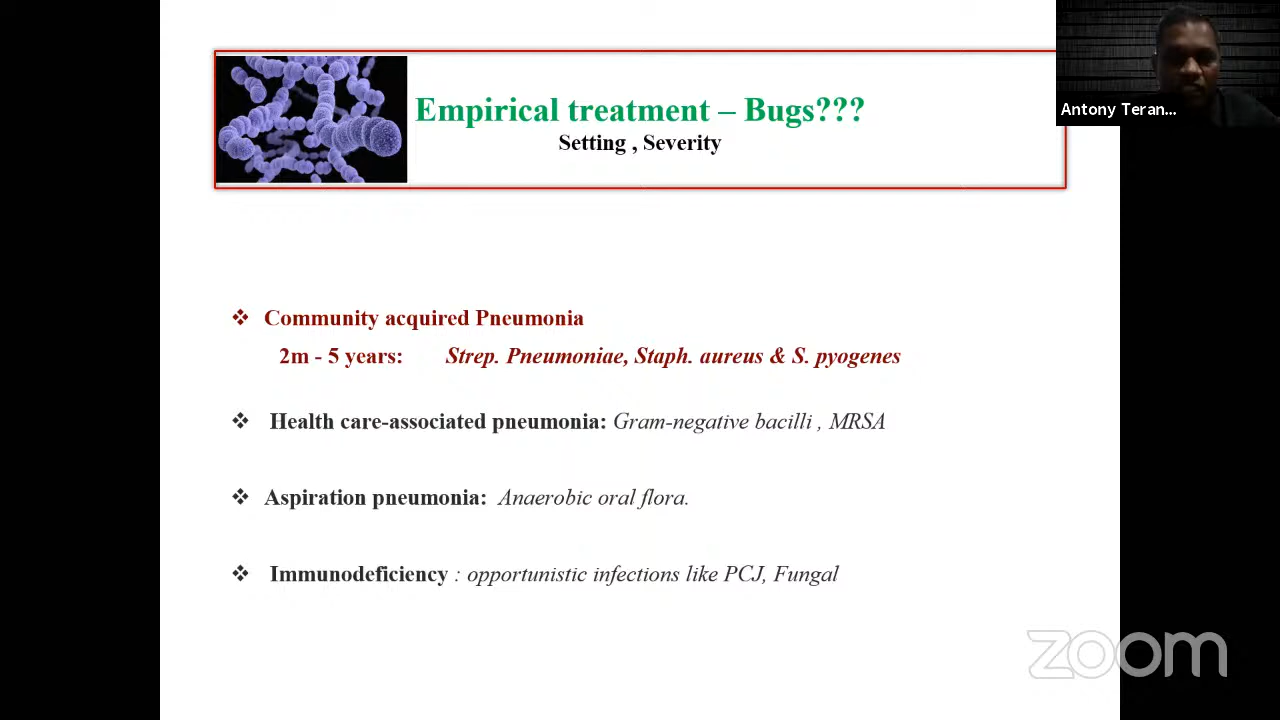 Empirical treatment – Bugs???
Setting , Severity
Antony Teran...
❖ Community acquired Pneumonia
2m - 5 years: Strep. Pneumoniae, Staph. aureus & S. pyogenes
❖ Health care-associated pneumonia: Gram-negative bacilli , MRSA
❖ Aspiration pneumonia: Anaerobic oral flora.
❖ Immunodeficiency : opportunistic infections like PCJ, Fungal
zoom